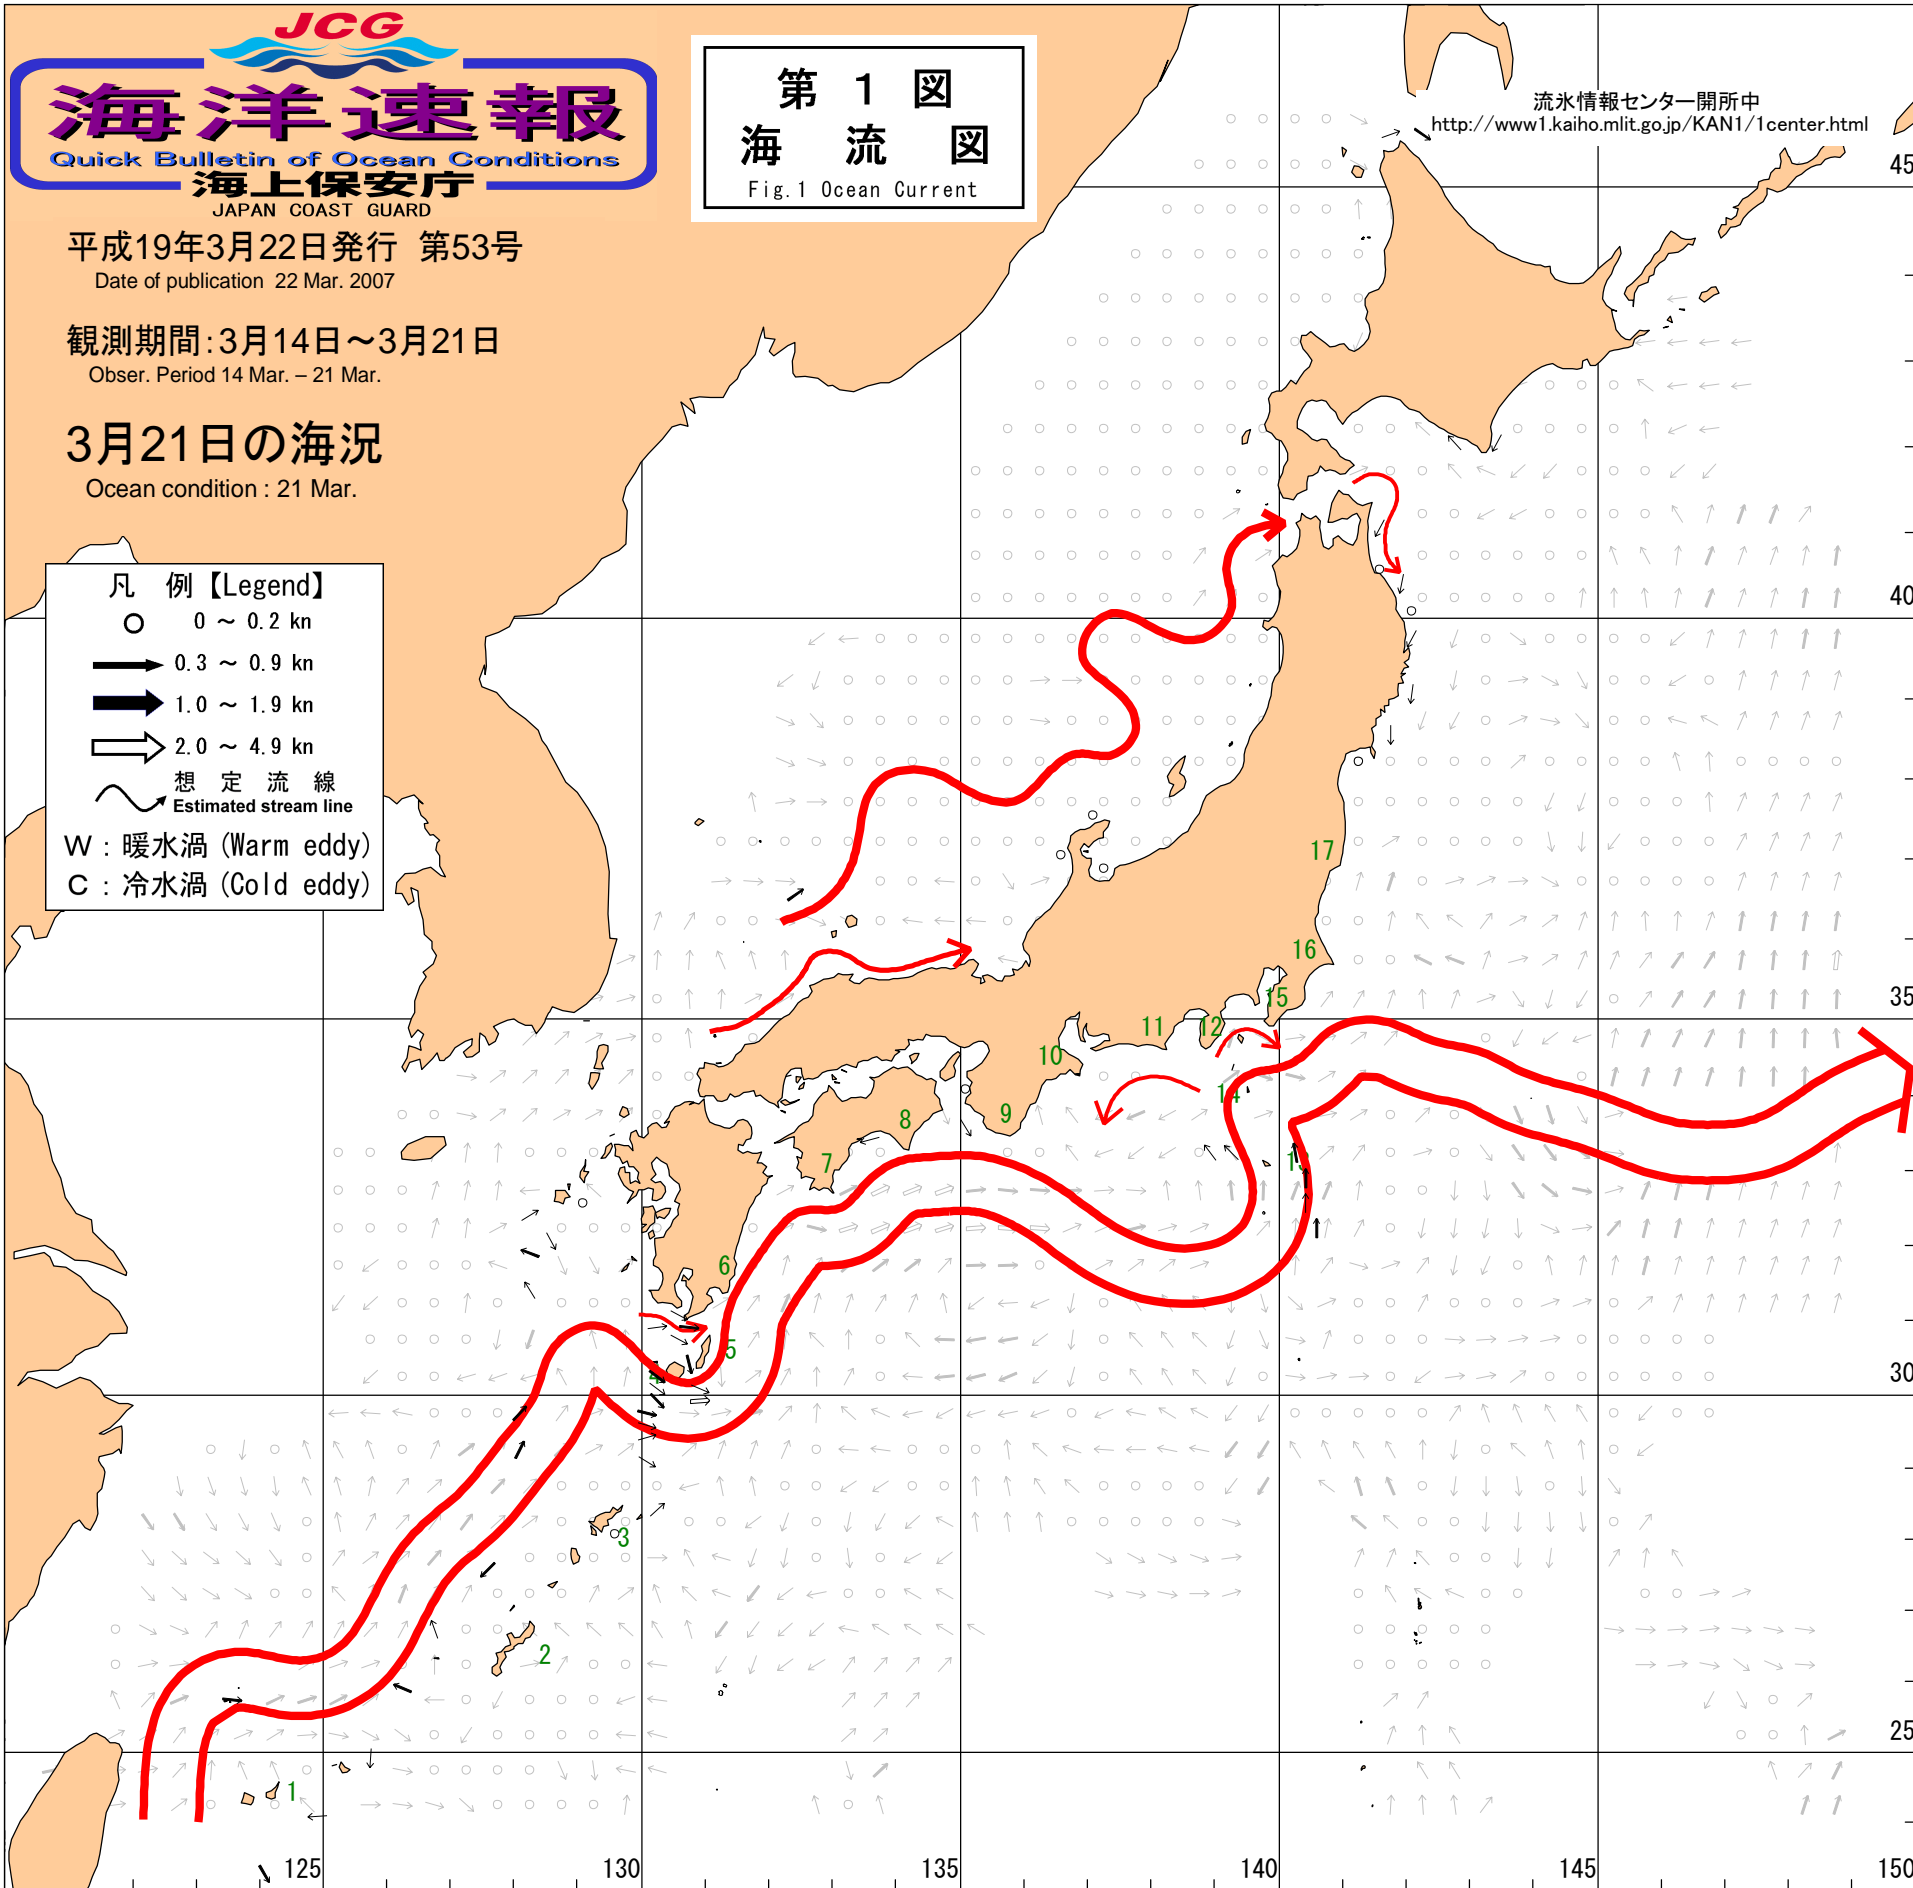 JCG
海洋速報
Quick Bulletin of Ocean Conditions
海上保安庁
JAPAN COAST GUARD
平成19年3月22日発行 第53号
Date of publication 22 Mar. 2007
観測期間:3月14日～3月21日
Obser. Period 14 Mar. – 21 Mar.
3月21日の海況
Ocean condition : 21 Mar.
第 1 図
海 流 図
Fig.1 Ocean Current
流氷情報センター開所中
http://www1.kaiho.mlit.go.jp/KAN1/1center.html
凡 例【Legend】
0 ～ 0.2 kn
0.3 ～ 0.9 kn
1.0 ～ 1.9 kn
2.0 ～ 4.9 kn
想 定 流 線
Estimated stream line
W : 暖水渦 (Warm eddy)
C : 冷水渦 (Cold eddy)
45
40
35
30
25
17
16
15
12
11
10
14
9
8
13
7
6
5
4
3
2
1
125
130
135
140
145
150